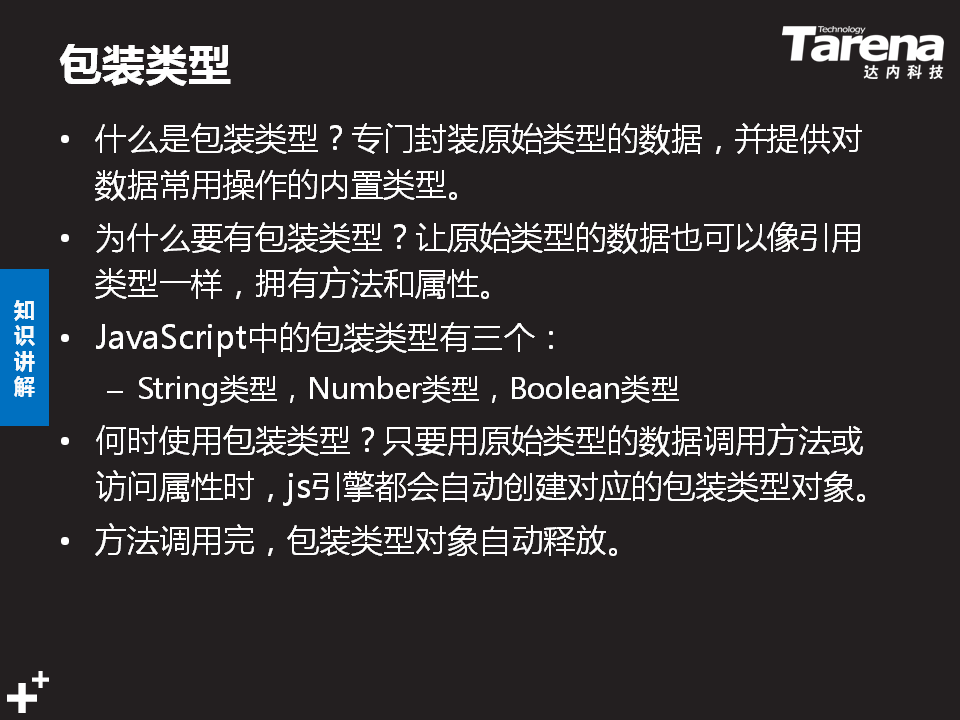 包装类型
Technology
Tarena
达内科技
• 什么是包装类型？专门封装原始类型的数据，并提供对
数据常用操作的内置类型。
• 为什么要有包装类型？让原始类型的数据也可以像引用
类型一样，拥有方法和属性。
知识讲解
• JavaScript中的包装类型有三个：
– String类型，Number类型，Boolean类型
• 何时使用包装类型？只要用原始类型的数据调用方法或
访问属性时，js引擎都会自动创建对应的包装类型对象。
• 方法调用完，包装类型对象自动释放。